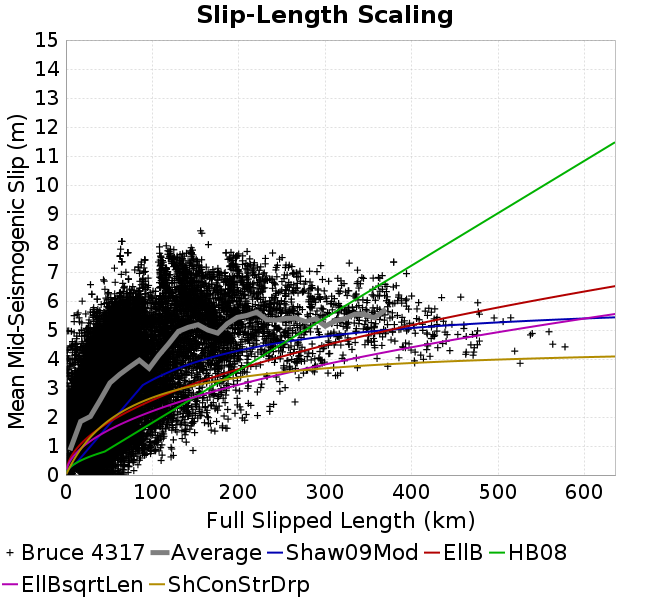 Slip-Length Scaling
15
14
13
12
11
10
9
8
7
6
5
4
3
2
1
0
Mean Mid-Seismogenic Slip (m)
0 100 200 300 400 500 600
Full Slipped Length (km)
Bruce 4317 Average Shaw09Mod EllB HB08
EllBsqrtLen ShConStrDrp